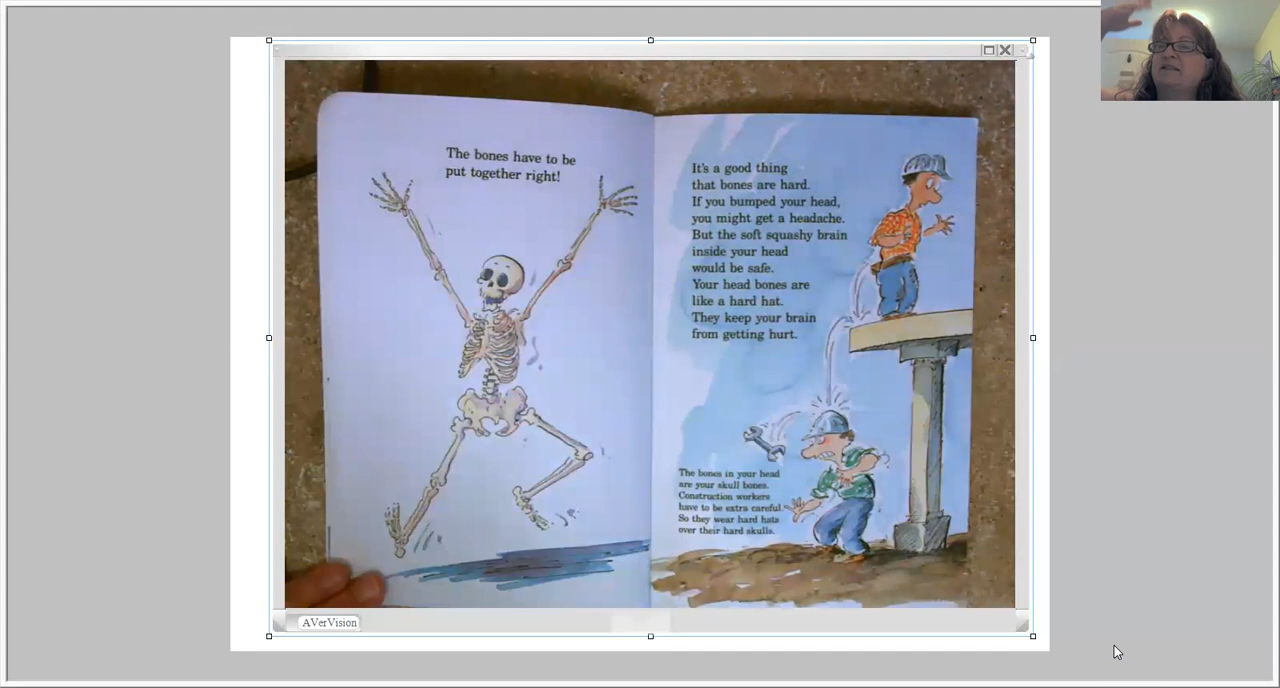 The bones have to be
put together right!
It's a good thing
that bones are hard.
If you bumped your head,
you might get a headache.
But the soft squashy brain
inside your head
would be safe.
Your head bones are
like a hard hat.
They keep your brain
from getting hurt.
The bones in your head
are your skull bones.
Construction workers
have to be extra careful.
So they wear hard hats
over their hard skulls.
AVerVision